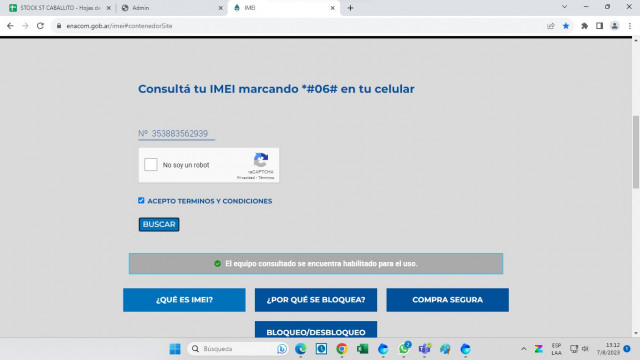 STOCK ST CABALLITO - Hojas de
Admin
IMEI
enacom.gob.ar/imei#contenedorSite
Consultá tu IMEI marcando *#06# en tu celular
Nº 353883562939
No soy un robot
reCAPTCHA
Privacidad - Términos
ACEPTO TERMINOS Y CONDICIONES
BUSCAR
El equipo consultado se encuentra habilitado para el uso.
¿QUÉ ES IMEI?
¿POR QUÉ SE BLOQUEA?
COMPRA SEGURA
BLOQUEO/DESBLOQUEO
Búsqueda
2
ESP
LAA
13:12
7/8/2023